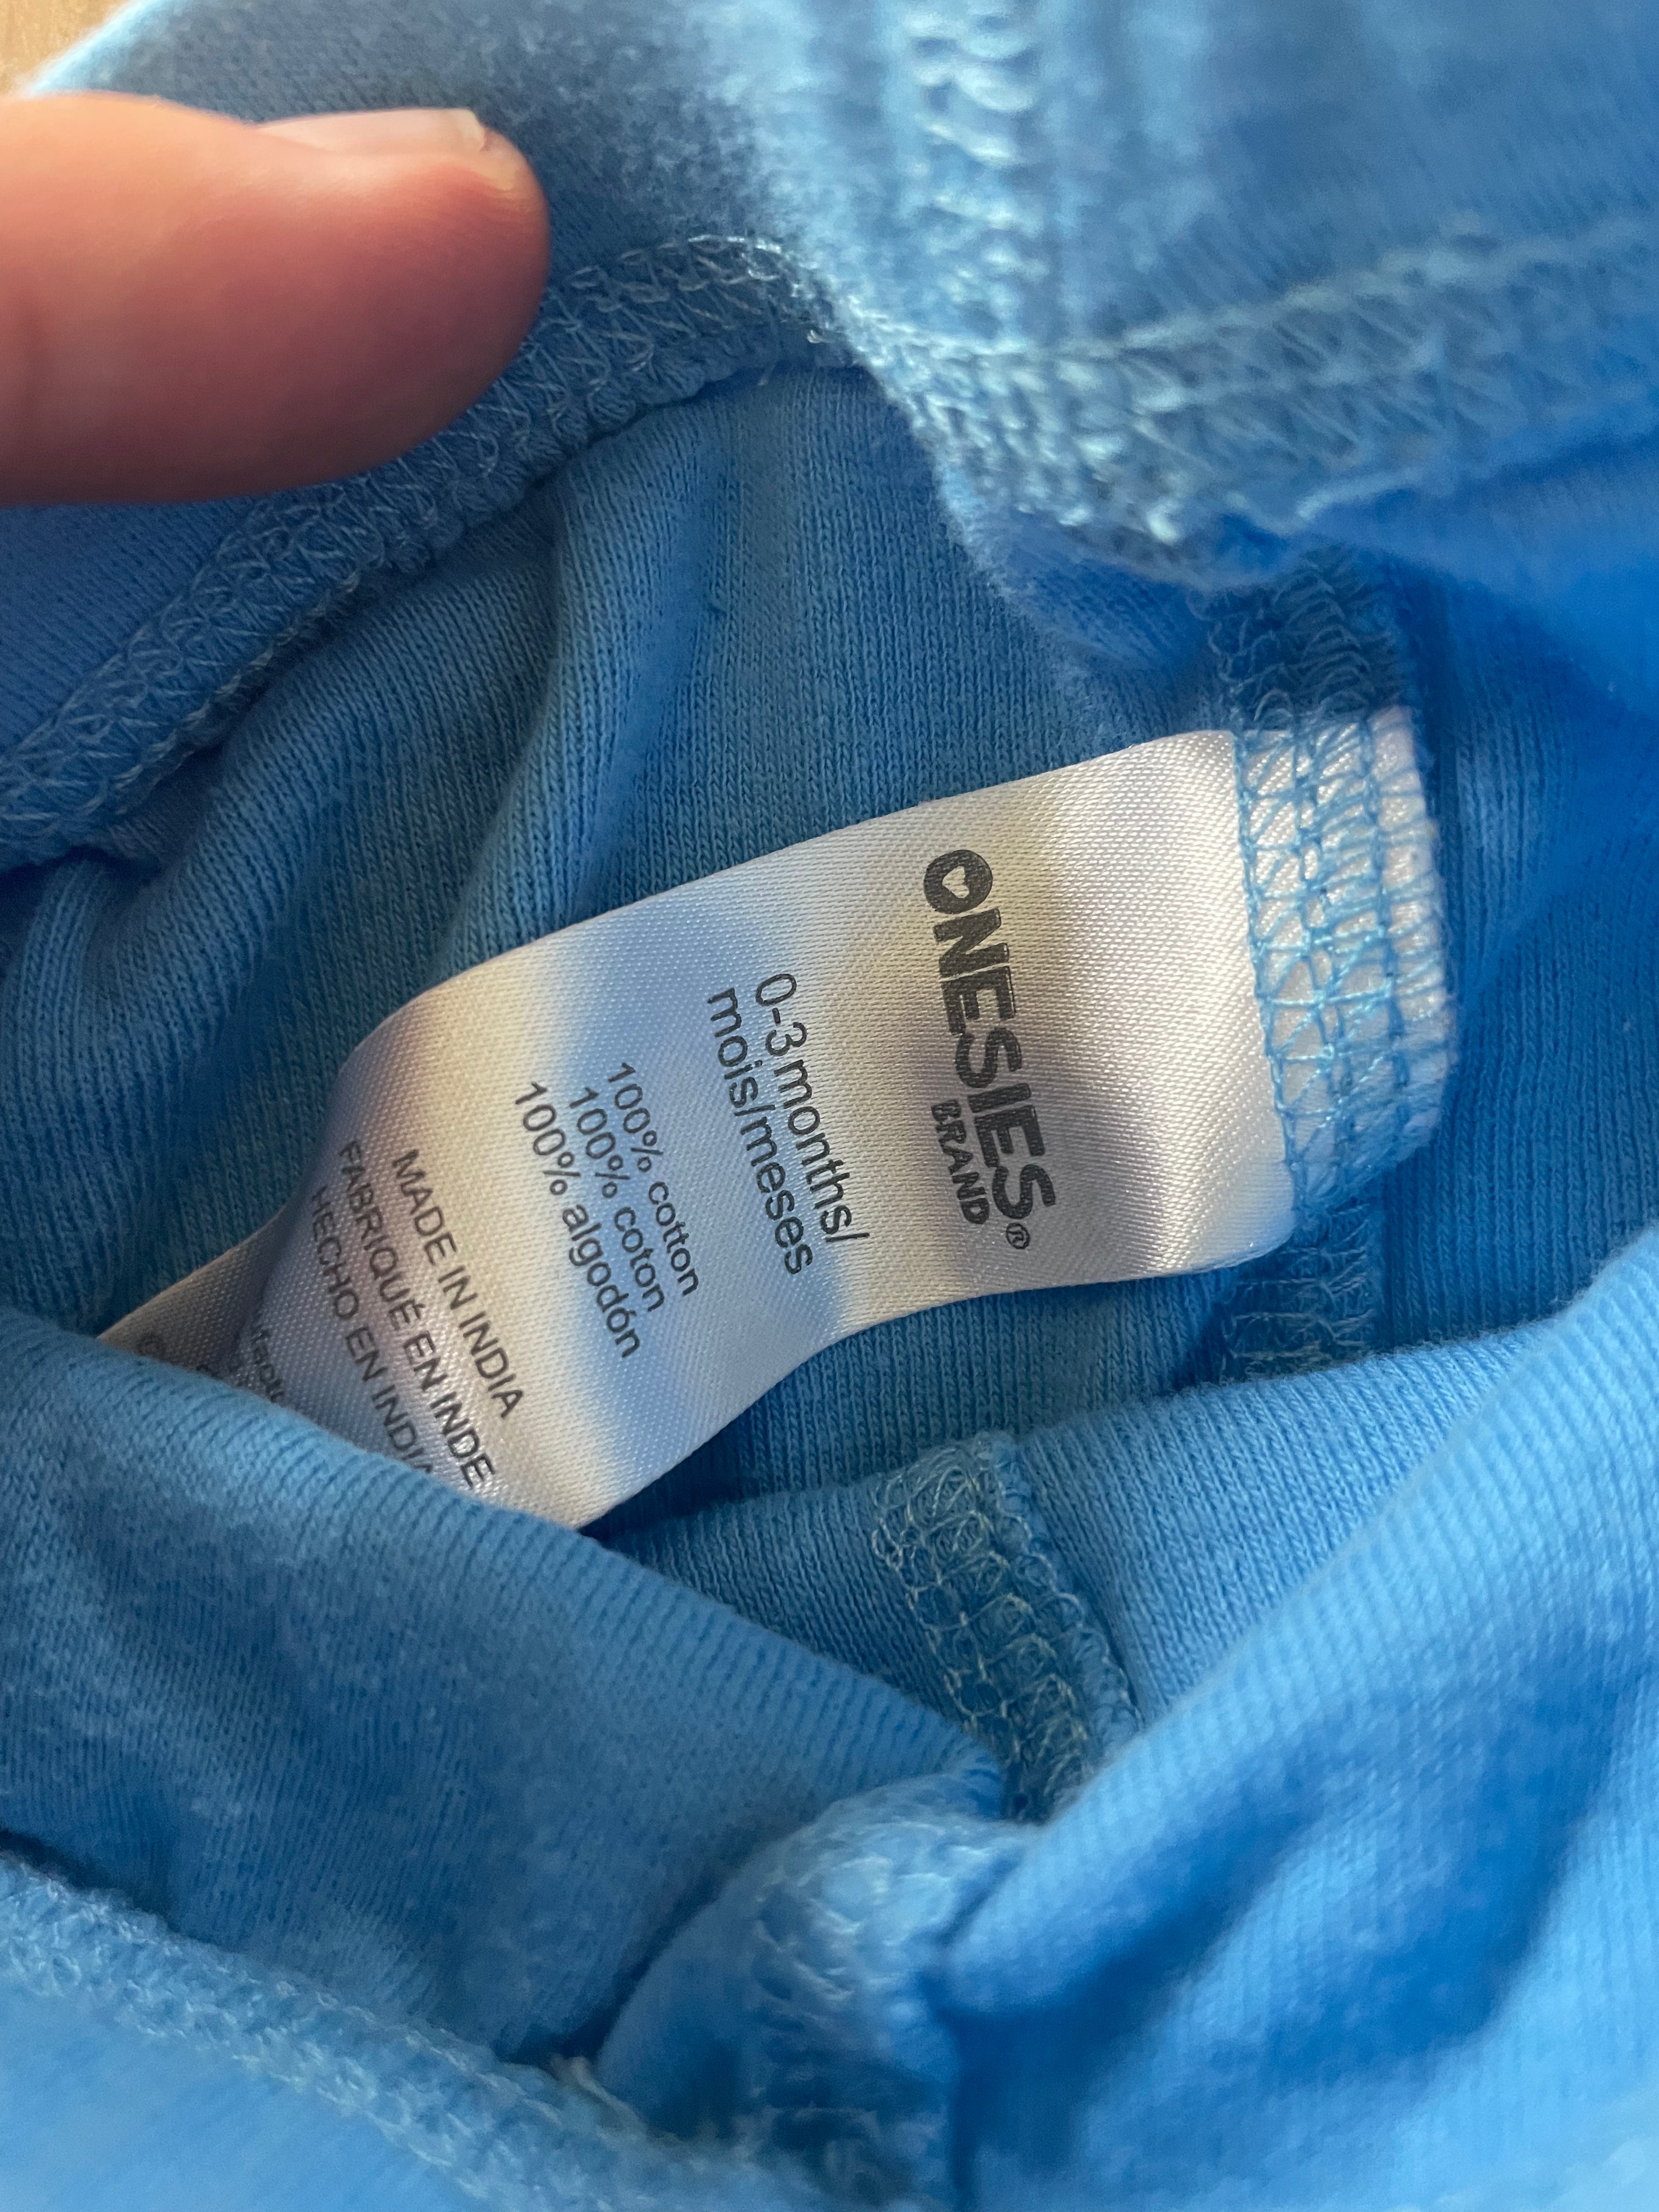 ONESIES®
BRAND
0-3 months/
mois/meses
100% cotton
100% coton
100% algodón
MADE IN INDIA
FABRIQUÉ EN INDE
HECHO EN INDIA